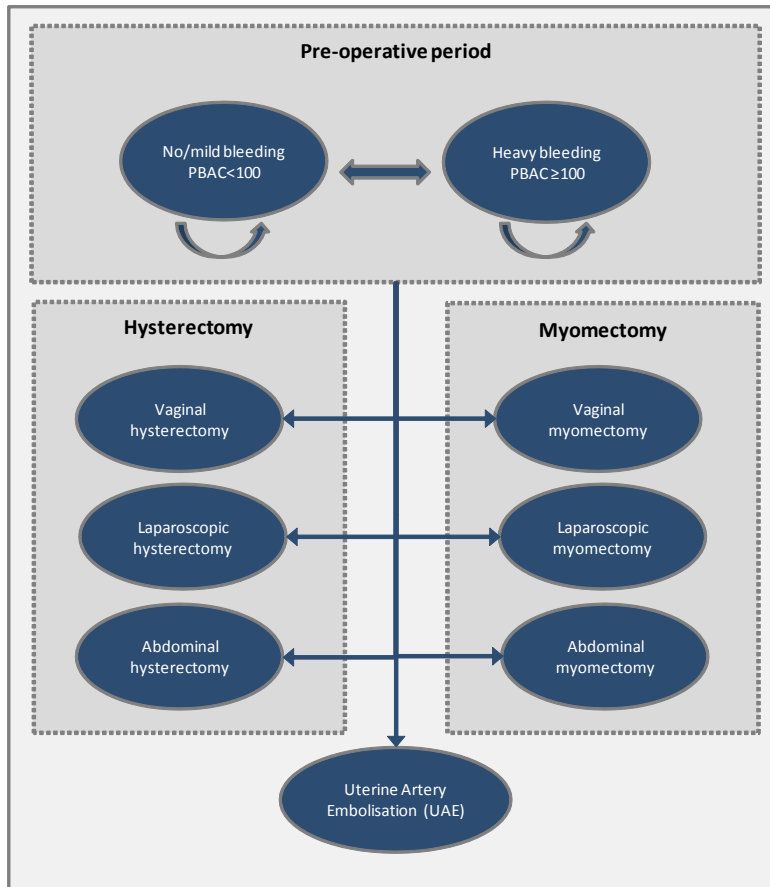 Pre-operative period
No/mild bleeding
PBAC<100
Heavy bleeding
PBAC ≥100
Hysterectomy
Myomectomy
Vaginal
hysterectomy
Vaginal
myomectomy
Laparoscopic
hysterectomy
Laparoscopic
myomectomy
Abdominal
hysterectomy
Abdominal
myomectomy
Uterine Artery
Embolisation (UAE)